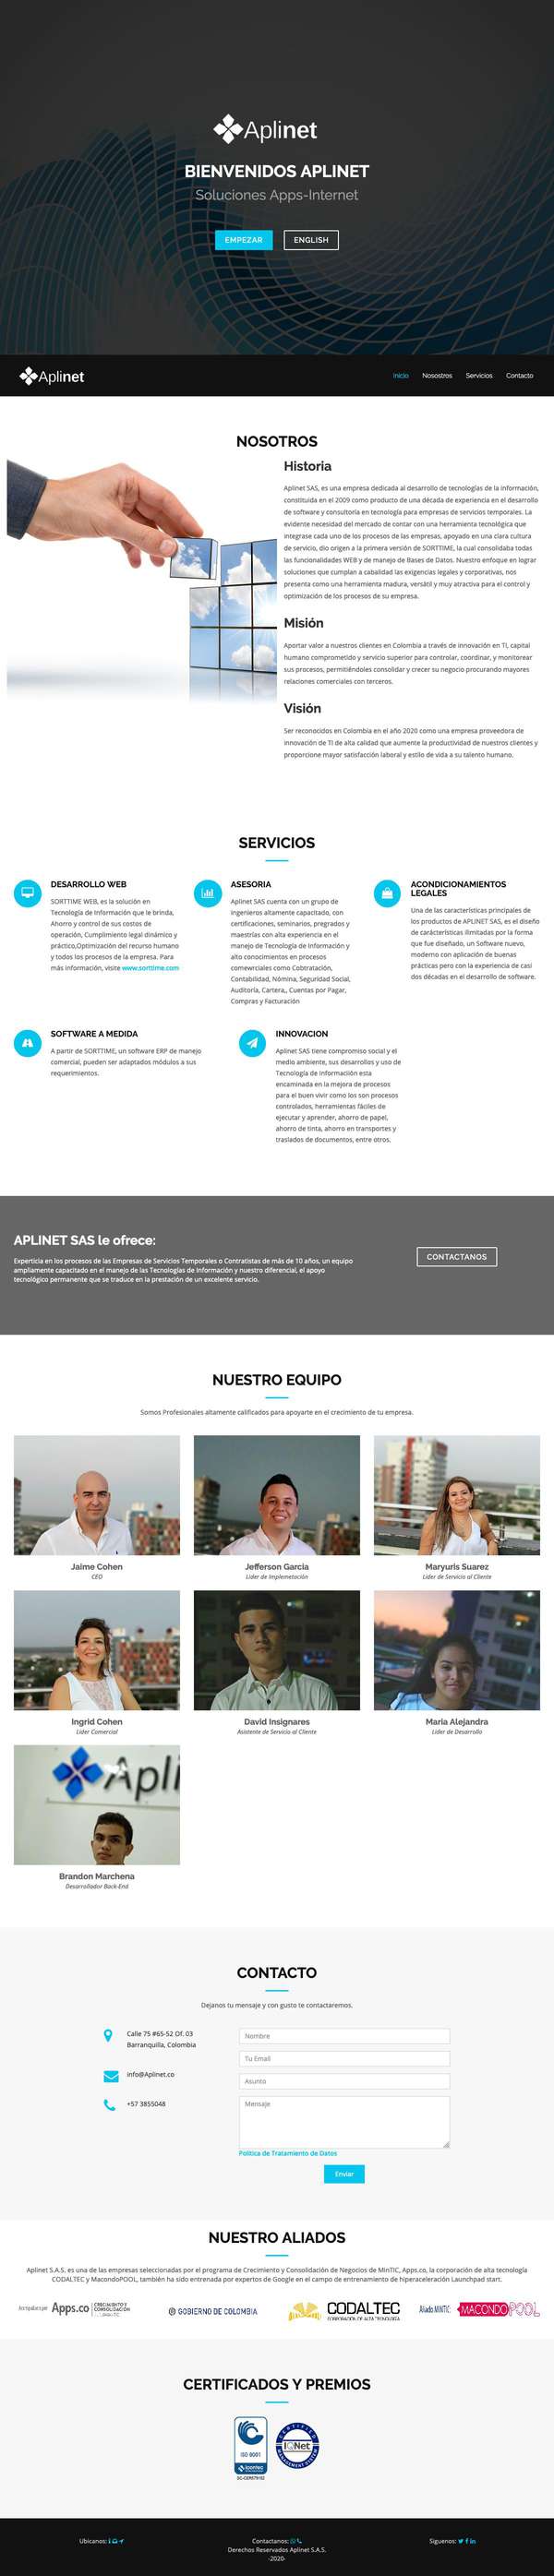 Aplinet
BIENVENIDOS APLINET
Soluciones Apps-Internet
EMPEZAR
ENGLISH
Aplinet
Inicio
Nosostros
Servicios
Contacto
NOSOTROS
Historia
Aplinet SAS, es una empresa dedicada al desarrollo de tecnologías de la información,
constituida en el 2009 como producto de una década de experiencia en el desarrollo
de software y consultoría en tecnología para empresas de servicios temporales. La
evidente necesidad del mercado de contar con una herramienta tecnológica que
integrase cada uno de los procesos de las empresas, apoyado en una clara cultura
de servicio, dio origen a la primera versión de SORTTIME, la cual consolidaba todas
las funcionalidades WEB y de manejo de Bases de Datos. Nuestro enfoque en lograr
soluciones que cumplan a cabalidad las exigencias legales y corporativas, nos
presenta como una herramienta madura, versátil y muy atractiva para el control y
optimización de los procesos de su empresa.
Misión
Aportar valor a nuestros clientes en Colombia a través de innovación en TI, capital
humano comprometido y servicio superior para controlar, coordinar, y monitorear
sus procesos, permitiéndoles consolidar y crecer su negocio procurando mayores
relaciones comerciales con terceros.
Visión
Ser reconocidos en Colombia en el año 2020 como una empresa proveedora de
innovación de TI de alta calidad que aumente la productividad de nuestros clientes y
proporcione mayor satisfacción laboral y estilo de vida a su talento humano.
SERVICIOS
DESARROLLO WEB
SORTTIME WEB, es la solución en
Tecnología de Información que le brinda,
Ahorro y control de sus costos de
operación, Cumplimiento legal dinámico y
práctico,Optimización del recurso humano
y todos los procesos de la empresa. Para
más información, visite www.sorttime.com
ASESORIA
Aplinet SAS cuenta con un grupo de
ingenieros altamente capacitado, con
certificaciones, seminarios, pregrados y
maestrías con alta experiencia en el
manejo de Tecnología de Información y
alto conocimientos en procesos
comewrciales como Cobtratación,
Contabilidad, Nómina, Seguridad Social,
Auditoría, Cartera,, Cuentas por Pagar,
Compras y Facturación
ACONDICIONAMIENTOS
LEGALES
Una de las características principales de
los productos de APLINET SAS, es el diseño
de carácterísticas ilimitadas por la forma
que fue diseñado, un Software nuevo,
moderno con aplicación de buenas
prácticas pero con la experiencia de casi
dos décadas en el desarrollo de software.
SOFTWARE A MEDIDA
A partir de SORTTIME, un software ERP de manejo
comercial, pueden ser adaptados módulos a sus
requerimientos.
INNOVACION
Aplinet SAS tiene compromiso social y el
medio ambiente, sus desarrollos y uso de
Tecnología de Información esta
encaminada en la mejora de procesos
para el buen vivir como los son procesos
controlados, herramientas fáciles de
ejecutar y aprender, ahorro de papel,
ahorro de tinta, ahorro en transportes y
traslados de documentos, entre otros.
APLINET SAS le ofrece:
Experticia en los procesos de las Empresas de Servicios Temporales o Contratistas de más de 10 años, un equipo
ampliamente capacitado en el manejo de las Tecnologías de Información y nuestro diferencial, el apoyo
tecnológico permanente que se traduce en la prestación de un excelente servicio.
CONTACTANOS
NUESTRO EQUIPO
Somos Profesionales altamente calificados para apoyarte en el crecimiento de tu empresa.
Jaime Cohen
CEO
Jefferson Garcia
Lider de Implemetación
Maryuris Suarez
Lider de Servicio al Cliente
Ingrid Cohen
Lider Comercial
David Insignares
Asistente de Servicio al Cliente
Maria Alejandra
Lider de Desarrollo
Apli
Brandon Marchena
Desarrollador Back-End
CONTACTO
Dejanos tu mensaje y con gusto te contactaremos.
Calle 75 #65-52 Of. 03
Barranquilla, Colombia
info@Aplinet.co
+57 3855048
Nombre
Tu Email
Asunto
Mensaje
Politica de Tratamiento de Datos
Enviar
NUESTRO ALIADOS
Aplinet S.A.S. es una de las empresas seleccionadas por el programa de Crecimiento y Consolidación de Negocios de MinTIC, Apps.co, la corporación de alta tecnología
CODALTEC y MacondoPOOL, también ha sido entrenada por expertos de Google en el campo de entrenamiento de hiperaceleración Launchpad start.
Apps.co
CRECIMIENTO Y
CONSOLIDACIÓN
GOBIERNO DE COLOMBIA
CODALTEC
CORPORACIÓN DE ALTA TECNOLOGÍA
Aliado MINTIC
MACONDO POOL
CERTIFICADOS Y PREMIOS
ISO 9001
icontec
SC-CER579152
CERTIFIED
IQNet
MANAGEMENT SYSTEM
Ubicanos:
Contactanos:
Siguenos:
Derechos Reservados Aplinet S.A.S.
-2020-